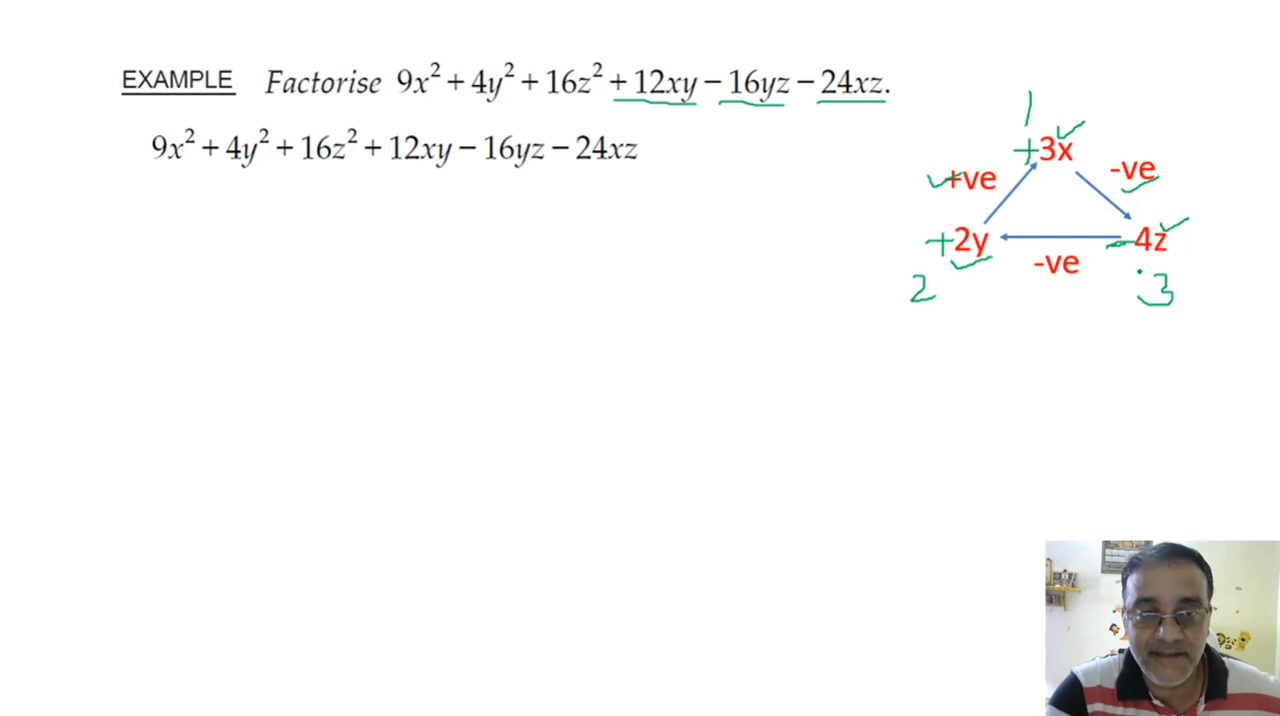 EXAMPLE Factorise 9x² + 4y² + 16z² + 12xy − 16yz − 24xz.
9x² + 4y² + 16z² + 12xy − 16yz − 24xz
1
+3x
+ve -ve
+2y -4z
-ve
2 3